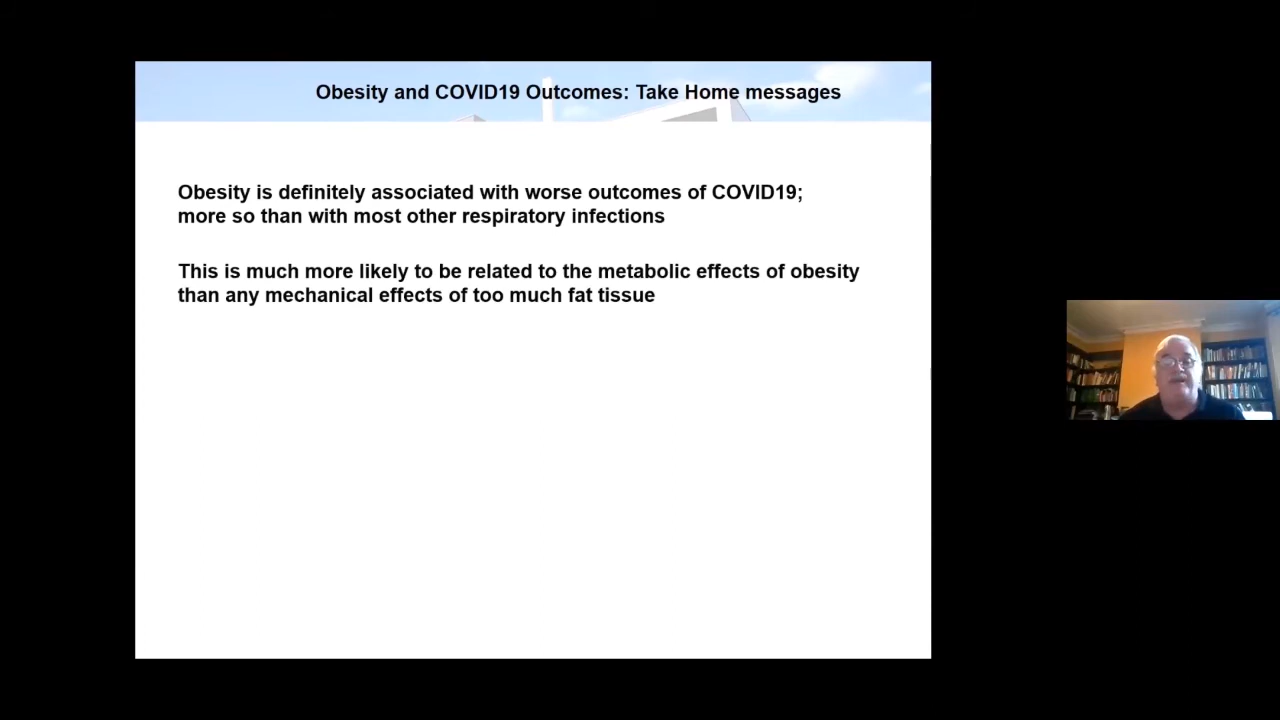 Obesity and COVID19 Outcomes: Take Home messages
Obesity is definitely associated with worse outcomes of COVID19;
more so than with most other respiratory infections
This is much more likely to be related to the metabolic effects of obesity
than any mechanical effects of too much fat tissue